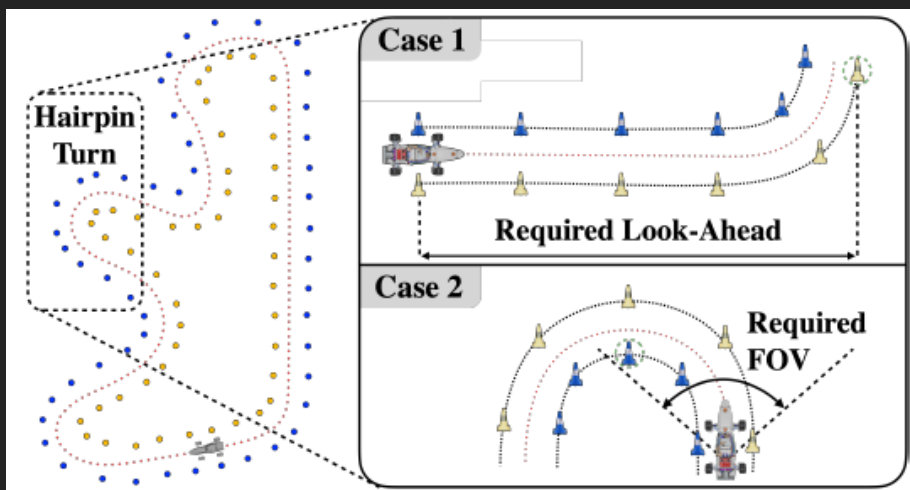 Hairpin
Turn
Case 1
Required Look-Ahead
Case 2
Required
FOV